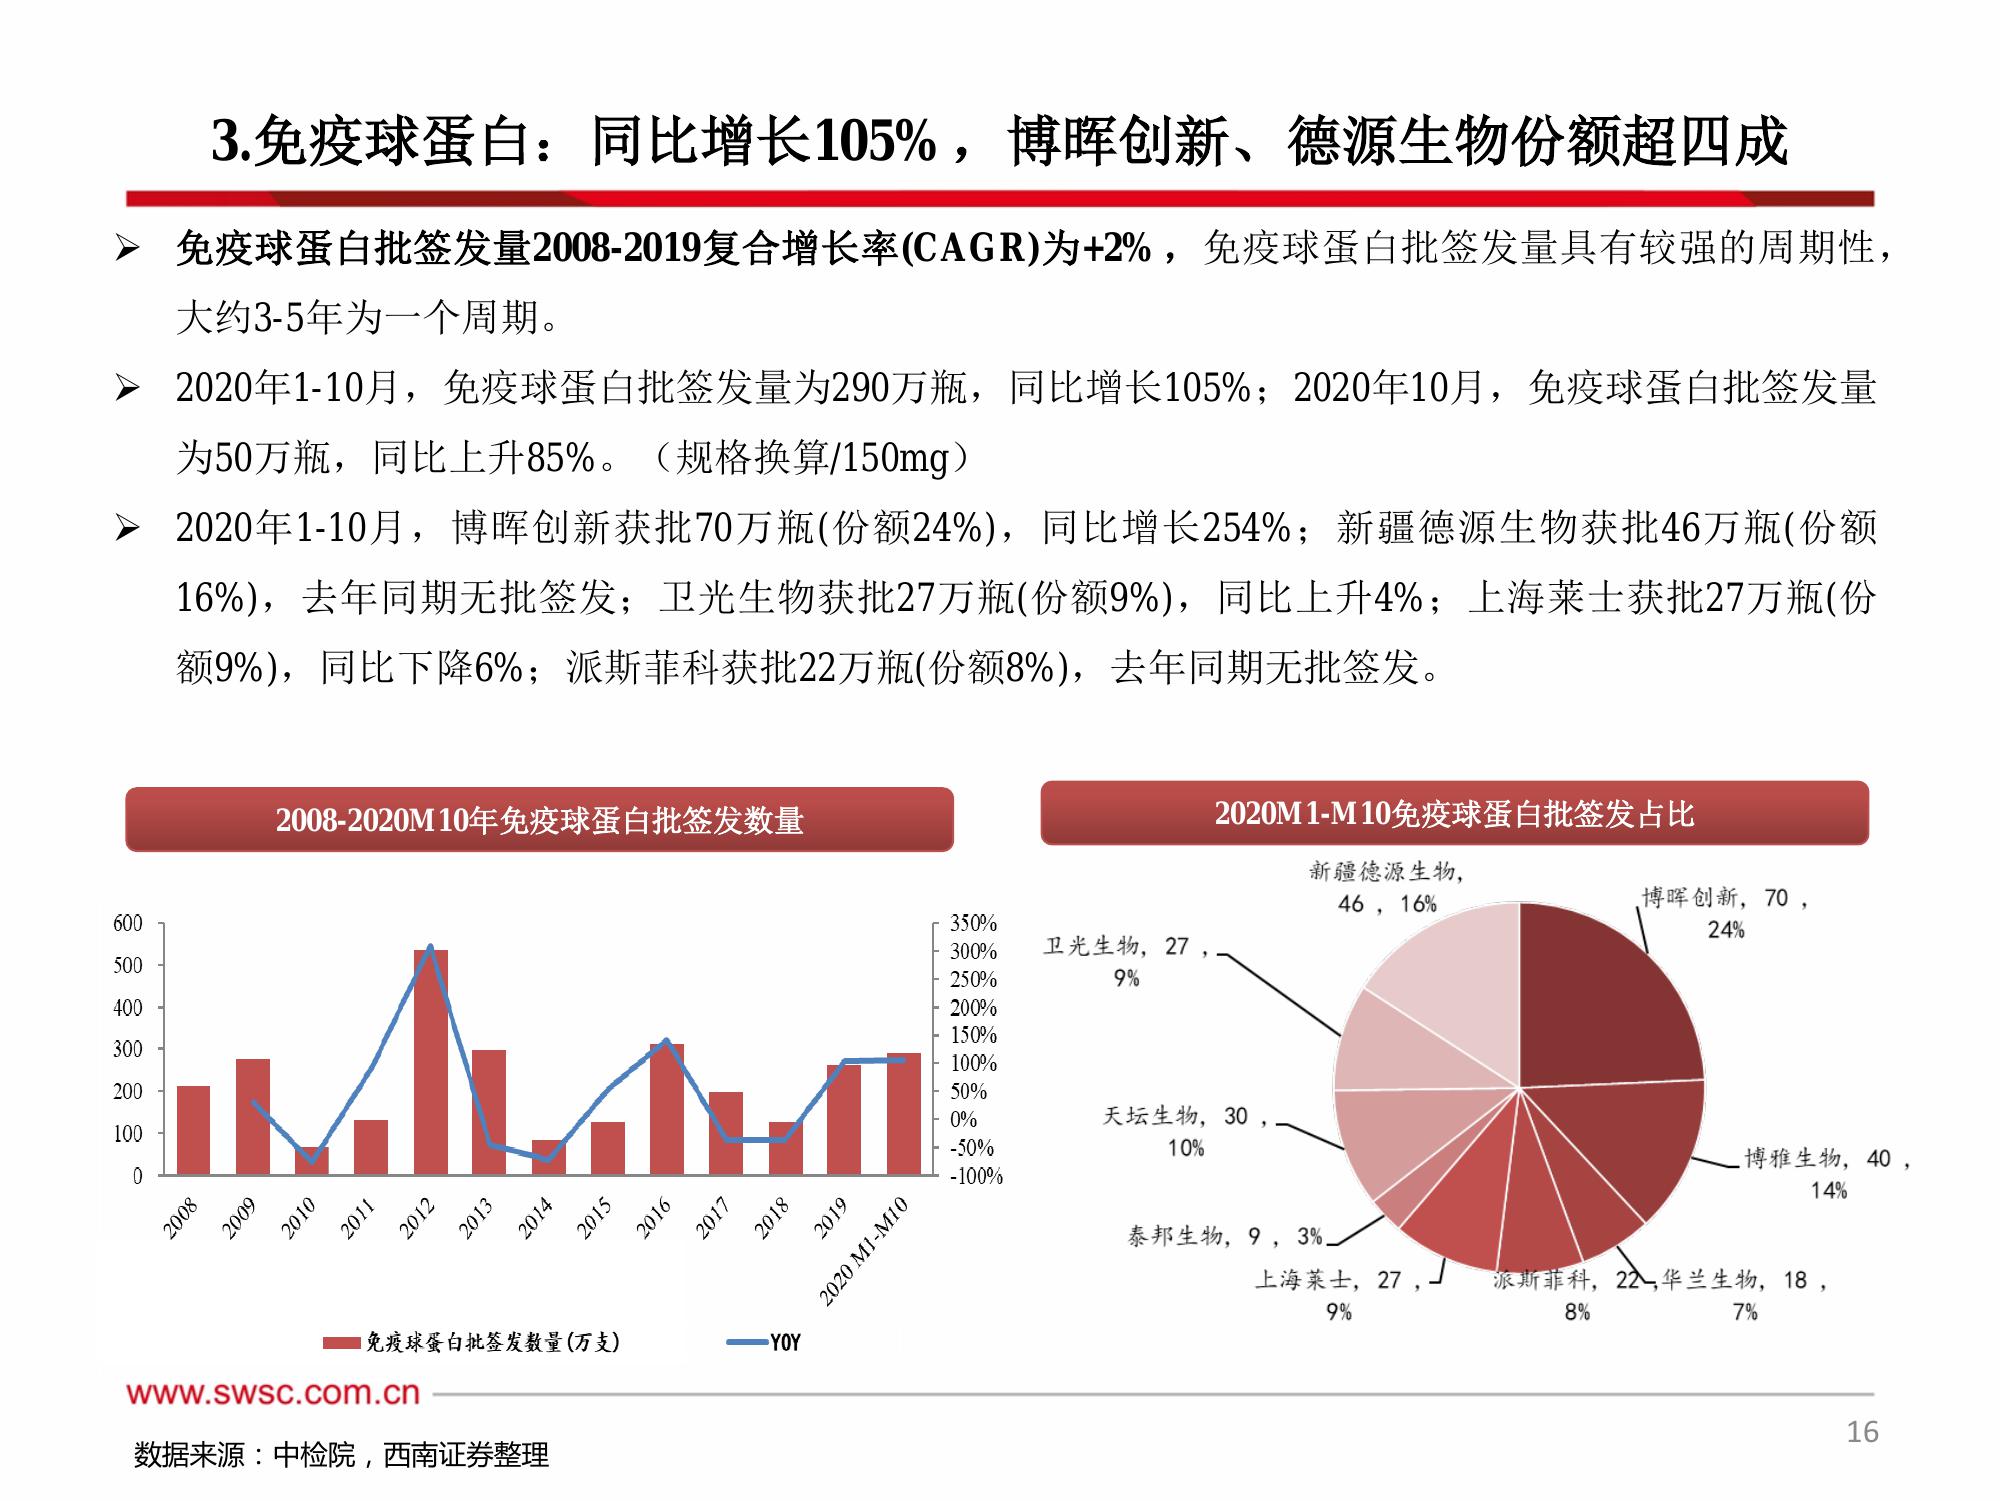 3.免疫球蛋白：同比增长105%，博晖创新、德源生物份额超四成
➢ 免疫球蛋白批签发量2008-2019复合增长率(CAGR)为+2%，免疫球蛋白批签发量具有较强的周期性，
大约3-5年为一个周期。
➢ 2020年1-10月，免疫球蛋白批签发量为290万瓶，同比增长105%；2020年10月，免疫球蛋白批签发量
为50万瓶，同比上升85%。（规格换算/150mg）
➢ 2020年1-10月，博晖创新获批70万瓶(份额24%)，同比增长254%；新疆德源生物获批46万瓶(份额
16%)，去年同期无批签发；卫光生物获批27万瓶(份额9%)，同比上升4%；上海莱士获批27万瓶(份
额9%)，同比下降6%；派斯菲科获批22万瓶(份额8%)，去年同期无批签发。
2008-2020M10年免疫球蛋白批签发数量
600
500
400
300
200
100
0
350%
300%
250%
200%
150%
100%
50%
0%
-50%
-100%
2008
2009
2010
2011
2012
2013
2014
2015
2016
2017
2018
2019
2020 M1-M10
免疫球蛋白批签发数量(万支)
YOY
2020M1-M10免疫球蛋白批签发占比
新疆德源生物,
46 , 16%
博晖创新, 70 ,
24%
卫光生物, 27 ,
9%
天坛生物, 30 ,
10%
博雅生物, 40 ,
14%
泰邦生物, 9 , 3%
上海莱士, 27 ,
9%
派斯菲科, 22 ,
8%
华兰生物, 18 ,
7%
www.swsc.com.cn
数据来源：中检院，西南证券整理
16